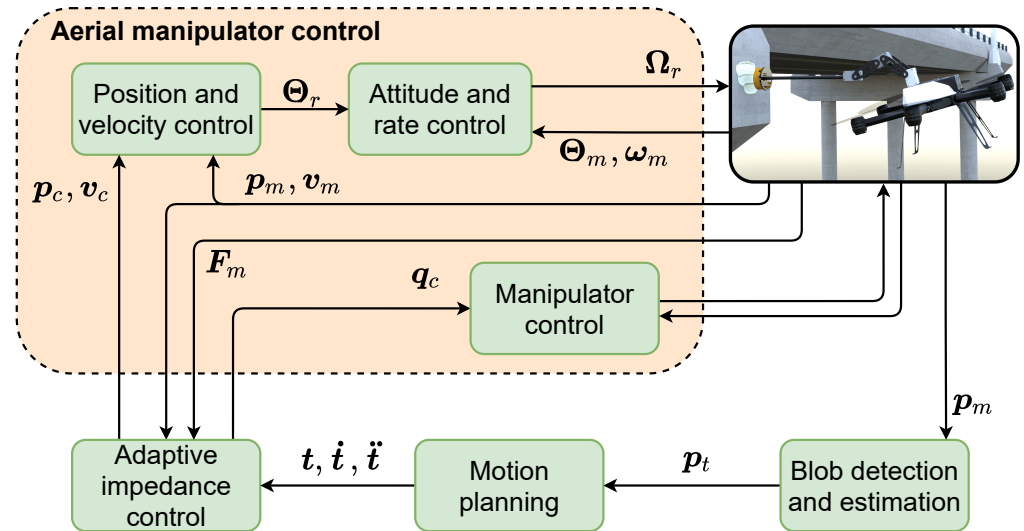 Aerial manipulator control
Position and
velocity control
Θ_r
Attitude and
rate control
Ω_r
Θ_m, ω_m
p_c, v_c
p_m, v_m
F_m
q_c
Manipulator
control
p_m
Adaptive
impedance
control
t, ṫ, ẗ
Motion
planning
p_t
Blob detection
and estimation